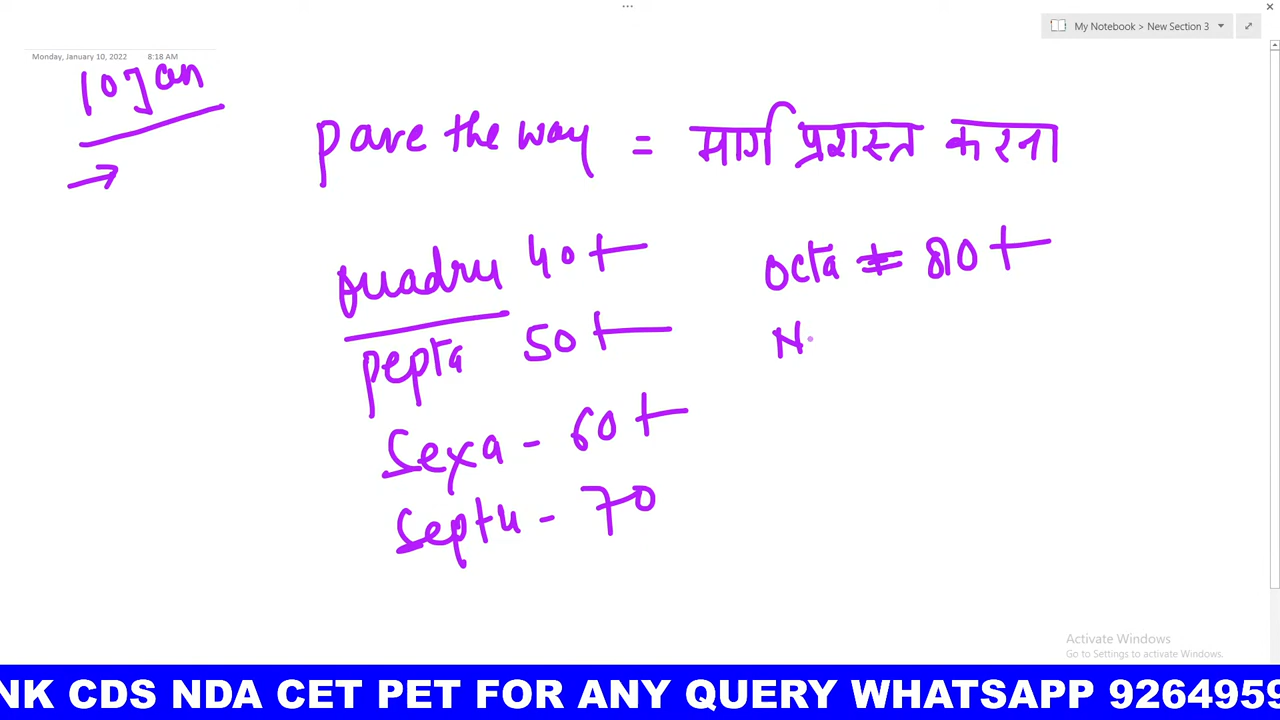 ...
My Notebook > New Section 3
Monday, January 10, 2022 8:18 AM
10 Jan
pave the way = मार्ग प्रशस्त करना
quadru 40 +
pepta 50 +
Sexa - 60 +
Septu - 70
Octa = 80 +
N
Activate Windows
Go to Settings to activate Windows.
NK CDS NDA CET PET FOR ANY QUERY WHATSAPP 9264959